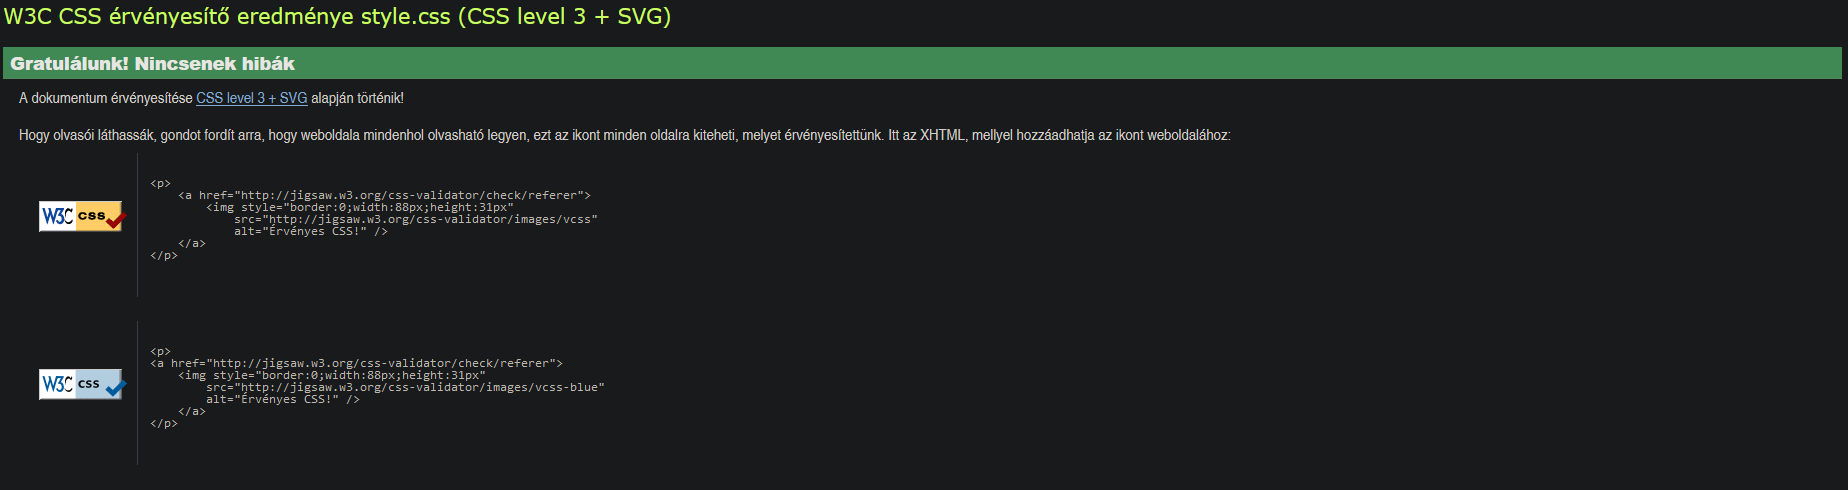 W3C CSS érvényesítő eredménye style.css (CSS level 3 + SVG)
Gratulálunk! Nincsenek hibák
A dokumentum érvényesítése CSS level 3 + SVG alapján történik!
Hogy olvasói láthassák, gondot fordít arra, hogy weboldala mindenhol olvasható legyen, ezt az ikont minden oldalra kiteheti, melyet érvényesítettünk. Itt az XHTML, mellyel hozzáadhatja az ikont weboldalához:
W3C css
<p>
<a href="http://jigsaw.w3.org/css-validator/check/referer">
<img style="border:0;width:88px;height:31px"
src="http://jigsaw.w3.org/css-validator/images/vcss"
alt="Érvényes CSS!" />
</a>
</p>
W3C css
<p>
<a href="http://jigsaw.w3.org/css-validator/check/referer">
<img style="border:0;width:88px;height:31px"
src="http://jigsaw.w3.org/css-validator/images/vcss-blue"
alt="Érvényes CSS!" />
</a>
</p>